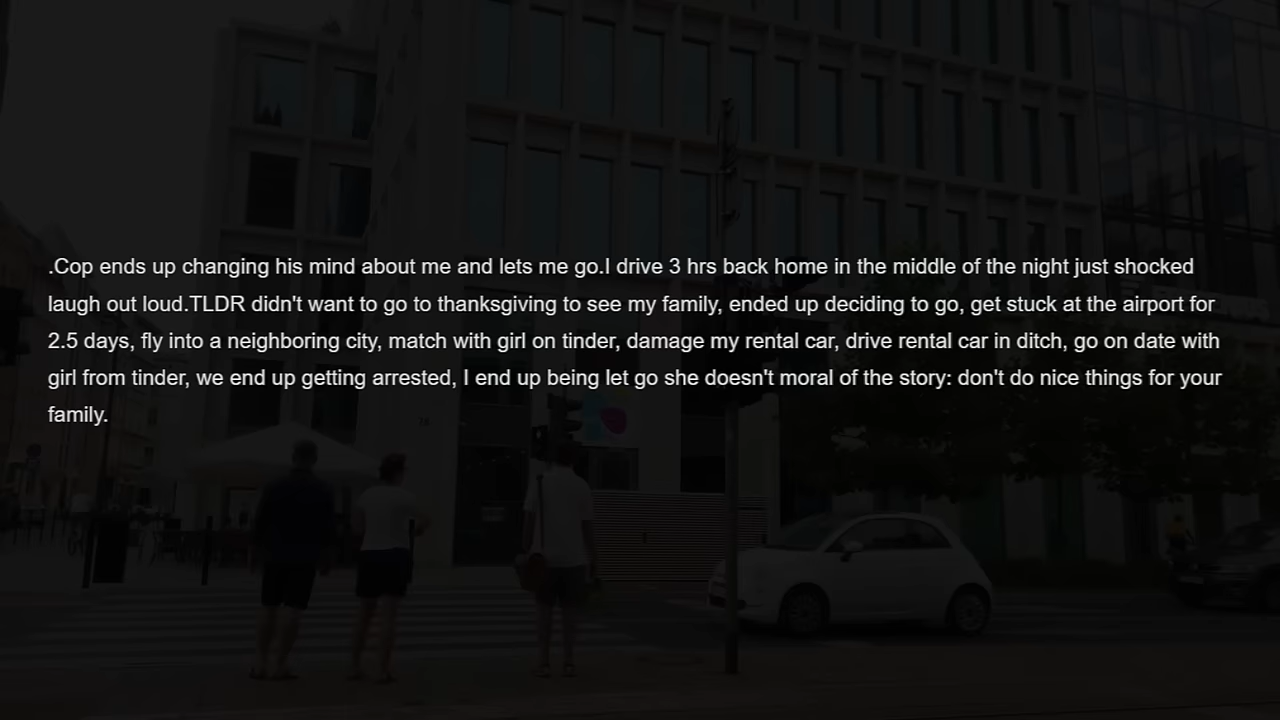 .Cop ends up changing his mind about me and lets me go.I drive 3 hrs back home in the middle of the night just shocked
laugh out loud.TLDR didn't want to go to thanksgiving to see my family, ended up deciding to go, get stuck at the airport for
2.5 days, fly into a neighboring city, match with girl on tinder, damage my rental car, drive rental car in ditch, go on date with
girl from tinder, we end up getting arrested, I end up being let go she doesn't moral of the story: don't do nice things for your
family.